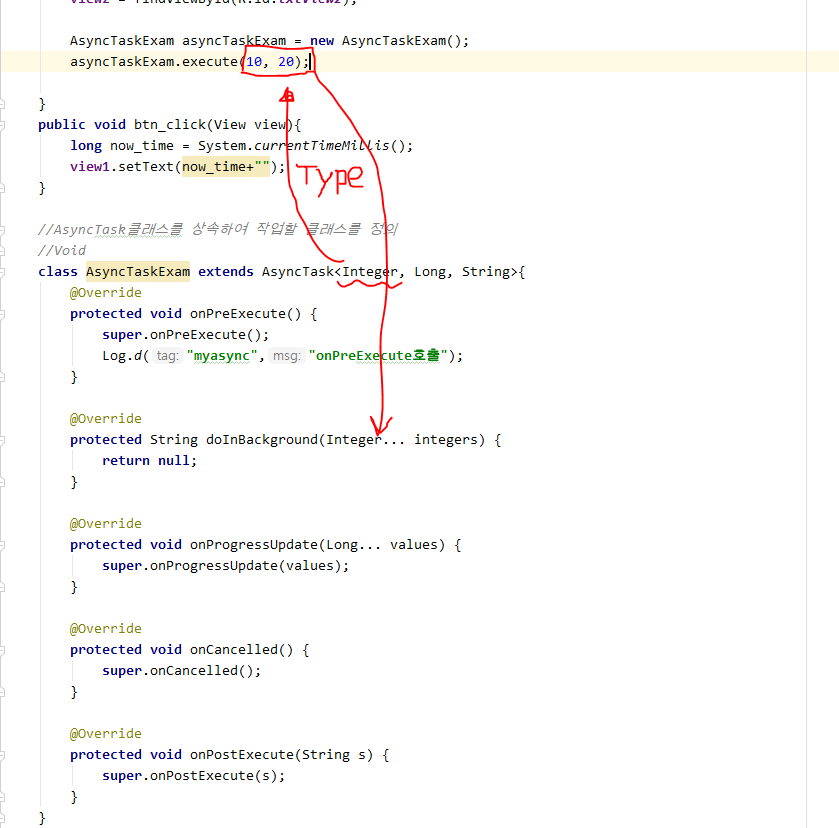 view2 = findViewById(R.id.txtView2);
AsyncTaskExam asyncTaskExam = new AsyncTaskExam();
asyncTaskExam.execute(10, 20);
}
public void btn_click(View view){
long now_time = System.currentTimeMillis();
view1.setText(now_time+"");
Type
}
//AsyncTask클래스를 상속하여 작업할 클래스를 정의
//Void
class AsyncTaskExam extends AsyncTask<Integer, Long, String>{
@Override
protected void onPreExecute() {
super.onPreExecute();
Log.d( tag: "myasync", msg: "onPreExecute호출");
}
@Override
protected String doInBackground(Integer... integers) {
return null;
}
@Override
protected void onProgressUpdate(Long... values) {
super.onProgressUpdate(values);
}
@Override
protected void onCancelled() {
super.onCancelled();
}
@Override
protected void onPostExecute(String s) {
super.onPostExecute(s);
}
}